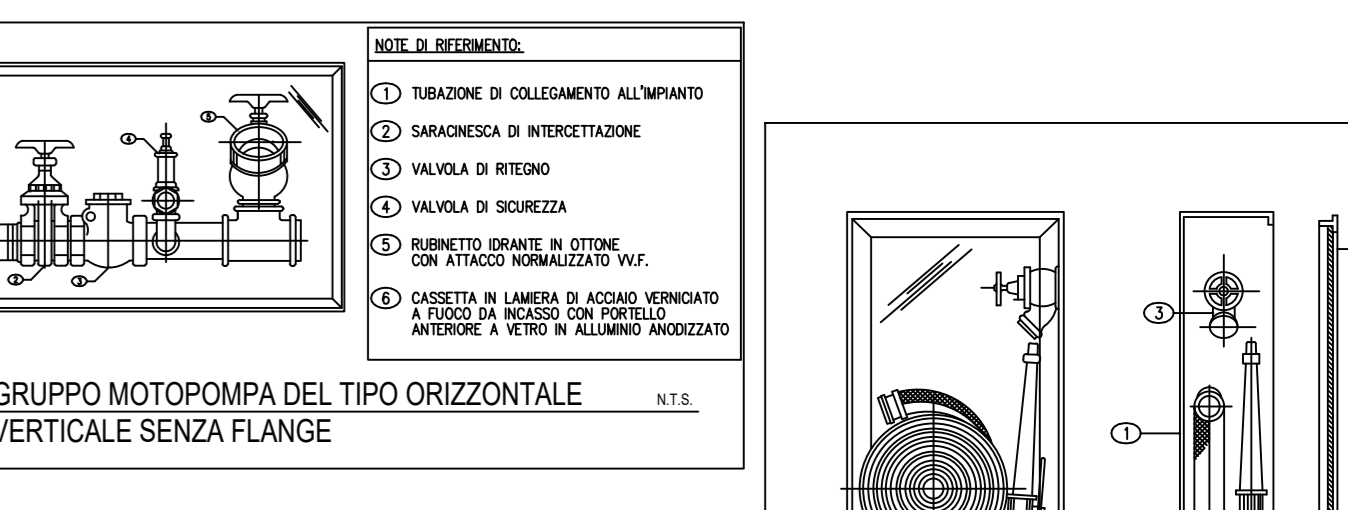 NOTE DI RIFERIMENTO:
1 TUBAZIONE DI COLLEGAMENTO ALL'IMPIANTO
2 SARACINESCA DI INTERCETTAZIONE
3 VALVOLA DI RITEGNO
4 VALVOLA DI SICUREZZA
5 RUBINETTO IDRANTE IN OTTONE
CON ATTACCO NORMALIZZATO VV.F.
6 CASSETTA IN LAMIERA DI ACCIAIO VERNICIATO
A FUOCO DA INCASSO CON PORTELLO
ANTERIORE A VETRO IN ALLUMINIO ANODIZZATO
5
4
2
3
GRUPPO MOTOPOMPA DEL TIPO ORIZZONTALE N.T.S.
VERTICALE SENZA FLANGE
3
1